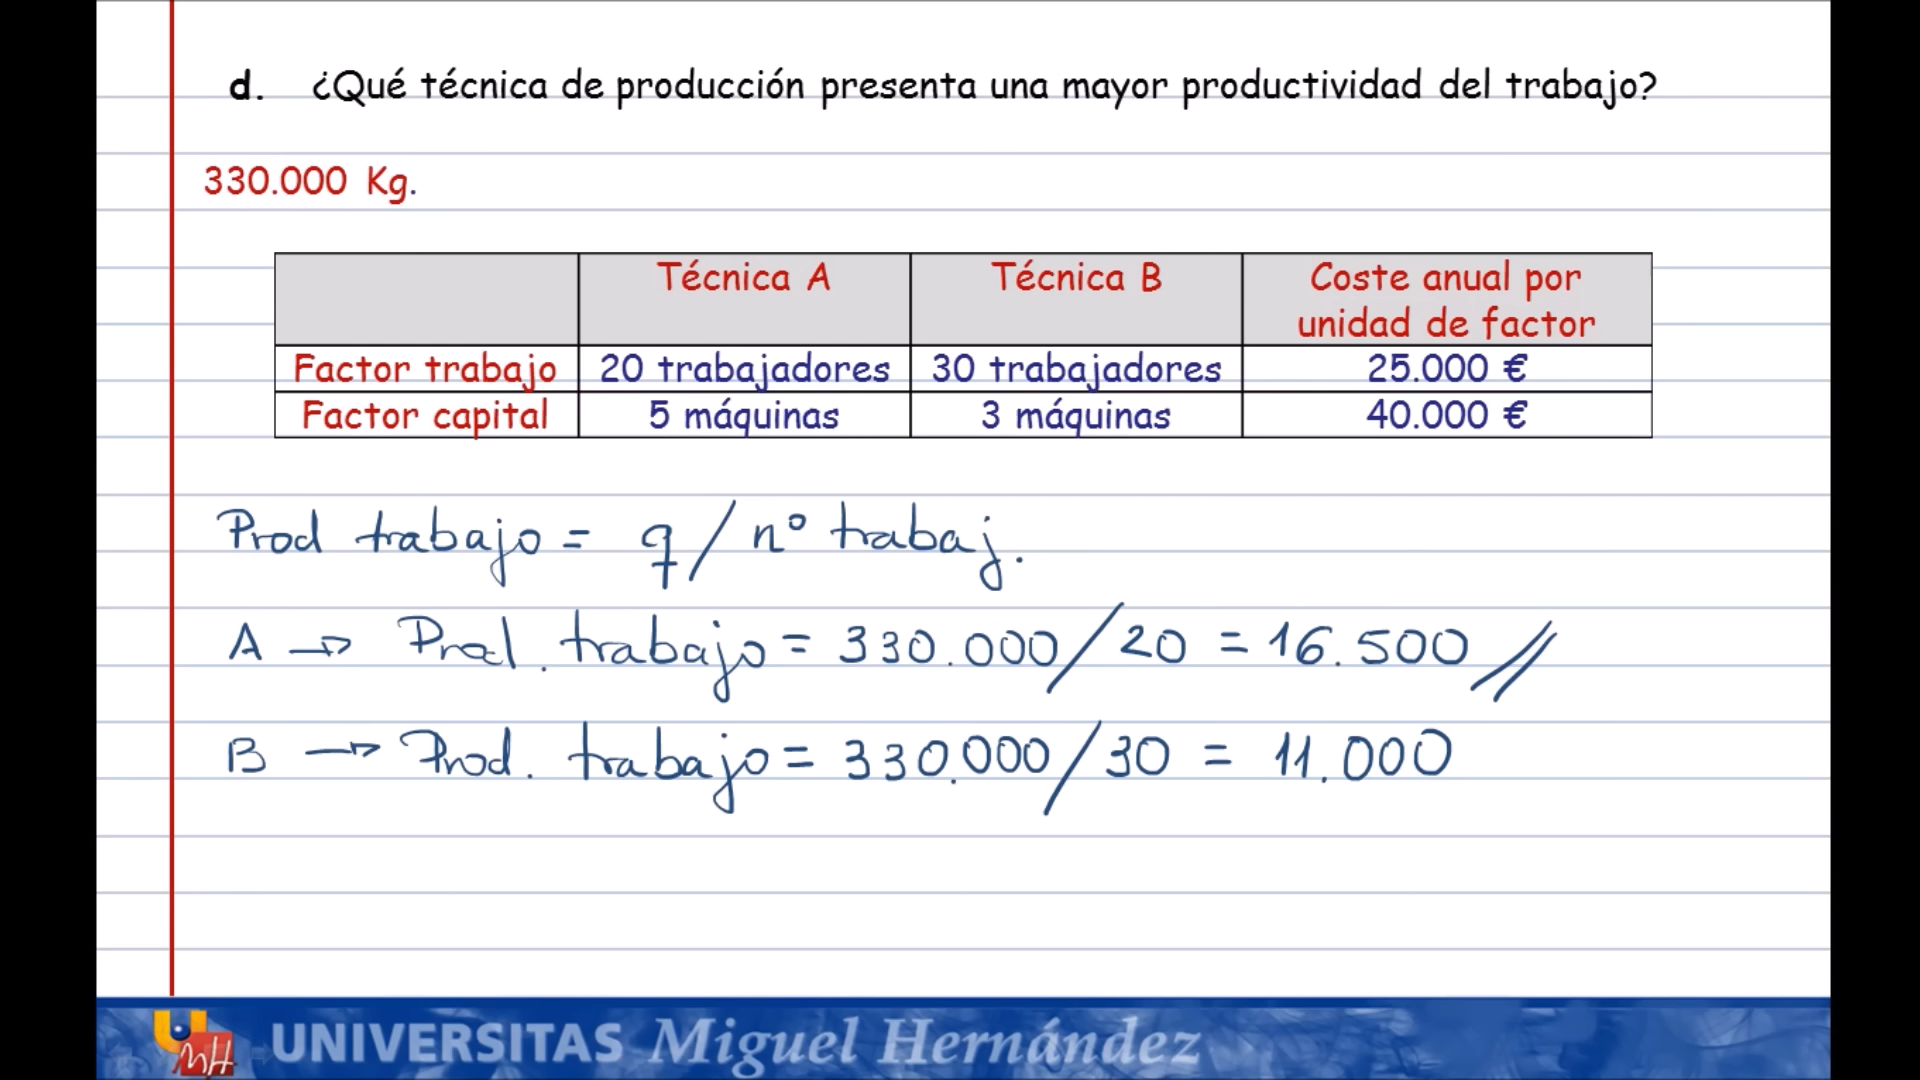 d. ¿Qué técnica de producción presenta una mayor productividad del trabajo?
330.000 Kg.
Técnica A Técnica B Coste anual por unidad de factor
Factor trabajo 20 trabajadores 30 trabajadores 25.000 €
Factor capital 5 máquinas 3 máquinas 40.000 €
Prod trabajo = q / nº trabaj.
A → Prod. trabajo = 330.000/20 = 16.500 //
B → Prod. trabajo = 330.000/30 = 11.000
UMH UNIVERSITAS Miguel Hernández